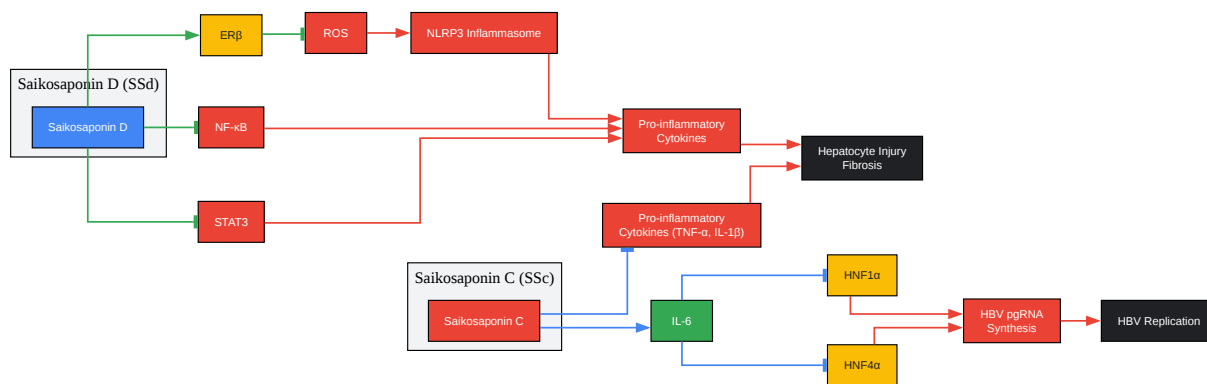 ERβ
ROS
NLRP3 Inflammasome
Saikosaponin D (SSd)
Saikosaponin D
NF-κB
Pro-inflammatory
Cytokines
Hepatocyte Injury
Fibrosis
STAT3
Pro-inflammatory
Cytokines (TNF-α, IL-1β)
Saikosaponin C (SSc)
Saikosaponin C
IL-6
HNF1α
HBV pgRNA
Synthesis
HBV Replication
HNF4α